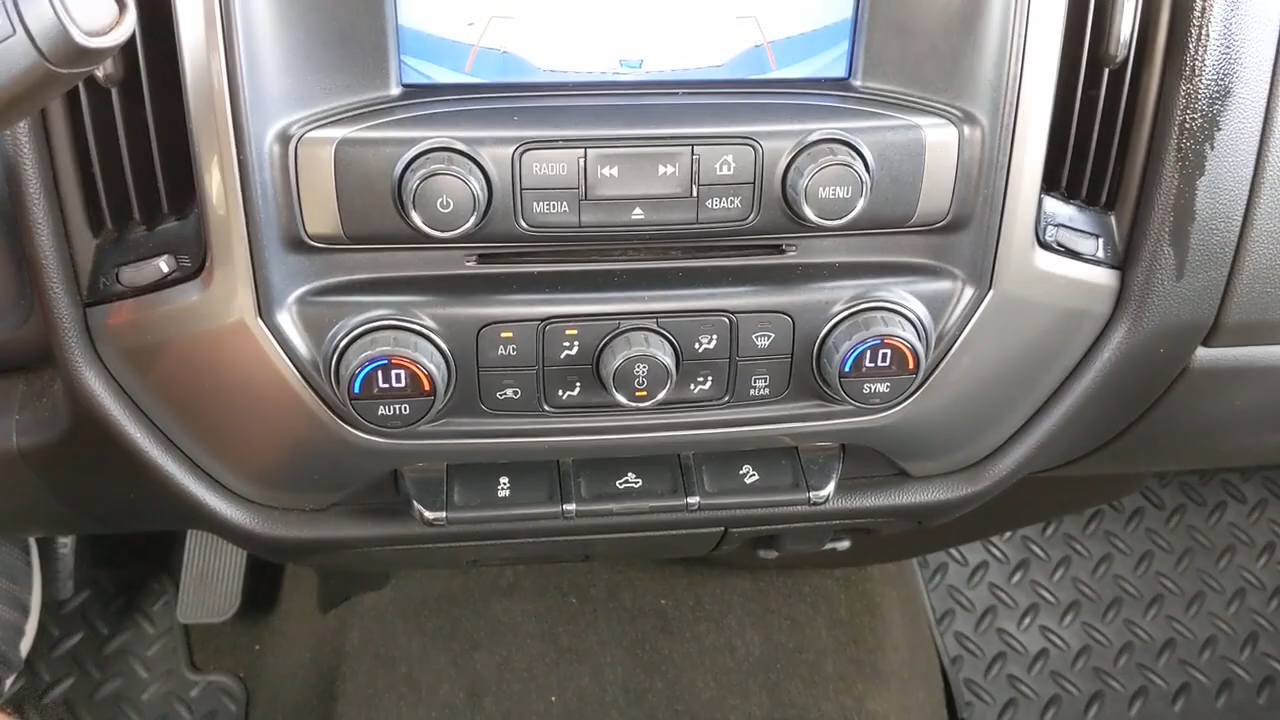 RADIO
MEDIA
BACK
MENU
LO
AUTO
A/C
REAR
LO
SYNC
OFF